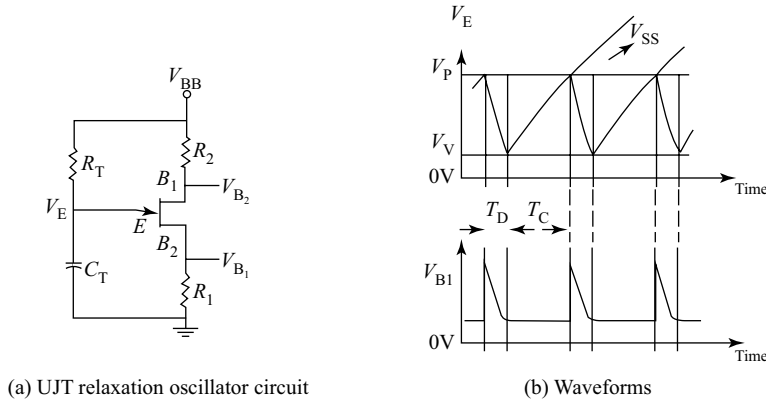 V_BB
R_T
R_2
B_1
V_B2
V_E
E
B_2
V_B1
C_T
R_1
(a) UJT relaxation oscillator circuit
V_E
V_SS
V_P
V_V
0V
Time
T_D
T_C
V_B1
0V
Time
(b) Waveforms